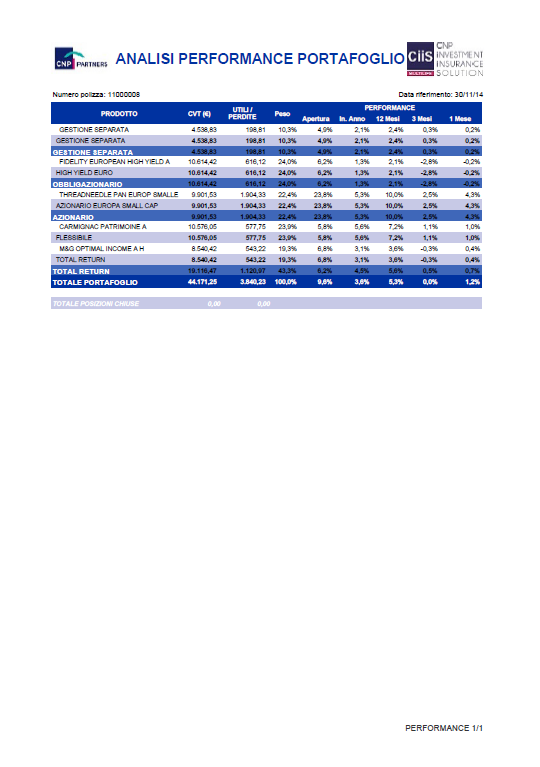 CNP PARTNERS
ANALISI PERFORMANCE PORTAFOGLIO
CiiS
MULTILINE
CNP
INVESTMENT
INSURANCE
SOLUTION
Numero polizza: 11000008 Data riferimento: 30/11/14
PRODOTTO CVT (€) UTILI / PERDITE Peso PERFORMANCE
Apertura In. Anno 12 Mesi 3 Mesi 1 Mese
GESTIONE SEPARATA 4.538,83 198,81 10,3% 4,9% 2,1% 2,4% 0,3% 0,2%
GESTIONE SEPARATA 4.538,83 198,81 10,3% 4,9% 2,1% 2,4% 0,3% 0,2%
GESTIONE SEPARATA 4.538,83 198,81 10,3% 4,9% 2,1% 2,4% 0,3% 0,2%
FIDELITY EUROPEAN HIGH YIELD A 10.614,42 616,12 24,0% 6,2% 1,3% 2,1% -2,8% -0,2%
HIGH YIELD EURO 10.614,42 616,12 24,0% 6,2% 1,3% 2,1% -2,8% -0,2%
OBBLIGAZIONARIO 10.614,42 616,12 24,0% 6,2% 1,3% 2,1% -2,8% -0,2%
THREADNEEDLE PAN EUROP SMALLE 9.901,53 1.904,33 22,4% 23,8% 5,3% 10,0% 2,5% 4,3%
AZIONARIO EUROPA SMALL CAP 9.901,53 1.904,33 22,4% 23,8% 5,3% 10,0% 2,5% 4,3%
AZIONARIO 9.901,53 1.904,33 22,4% 23,8% 5,3% 10,0% 2,5% 4,3%
CARMIGNAC PATRIMOINE A 10.576,05 577,75 23,9% 5,8% 5,6% 7,2% 1,1% 1,0%
FLESSIBILE 10.576,05 577,75 23,9% 5,8% 5,6% 7,2% 1,1% 1,0%
M&G OPTIMAL INCOME A H 8.540,42 543,22 19,3% 6,8% 3,1% 3,6% -0,3% 0,4%
TOTAL RETURN 8.540,42 543,22 19,3% 6,8% 3,1% 3,6% -0,3% 0,4%
TOTAL RETURN 19.116,47 1.120,97 43,3% 6,2% 4,5% 5,6% 0,5% 0,7%
TOTALE PORTAFOGLIO 44.171,25 3.840,23 100,0% 9,6% 3,6% 5,3% 0,0% 1,2%
TOTALE POSIZIONI CHIUSE 0,00 0,00
PERFORMANCE 1/1